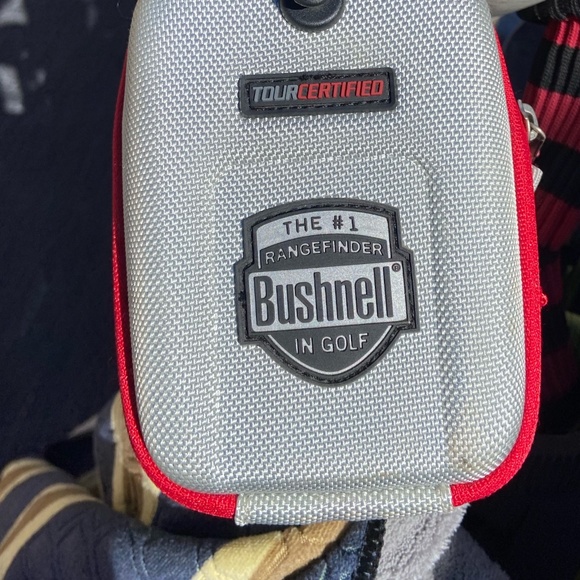 TOURCERTIFIED
THE #1
RANGEFINDER
Bushnell®
IN GOLF